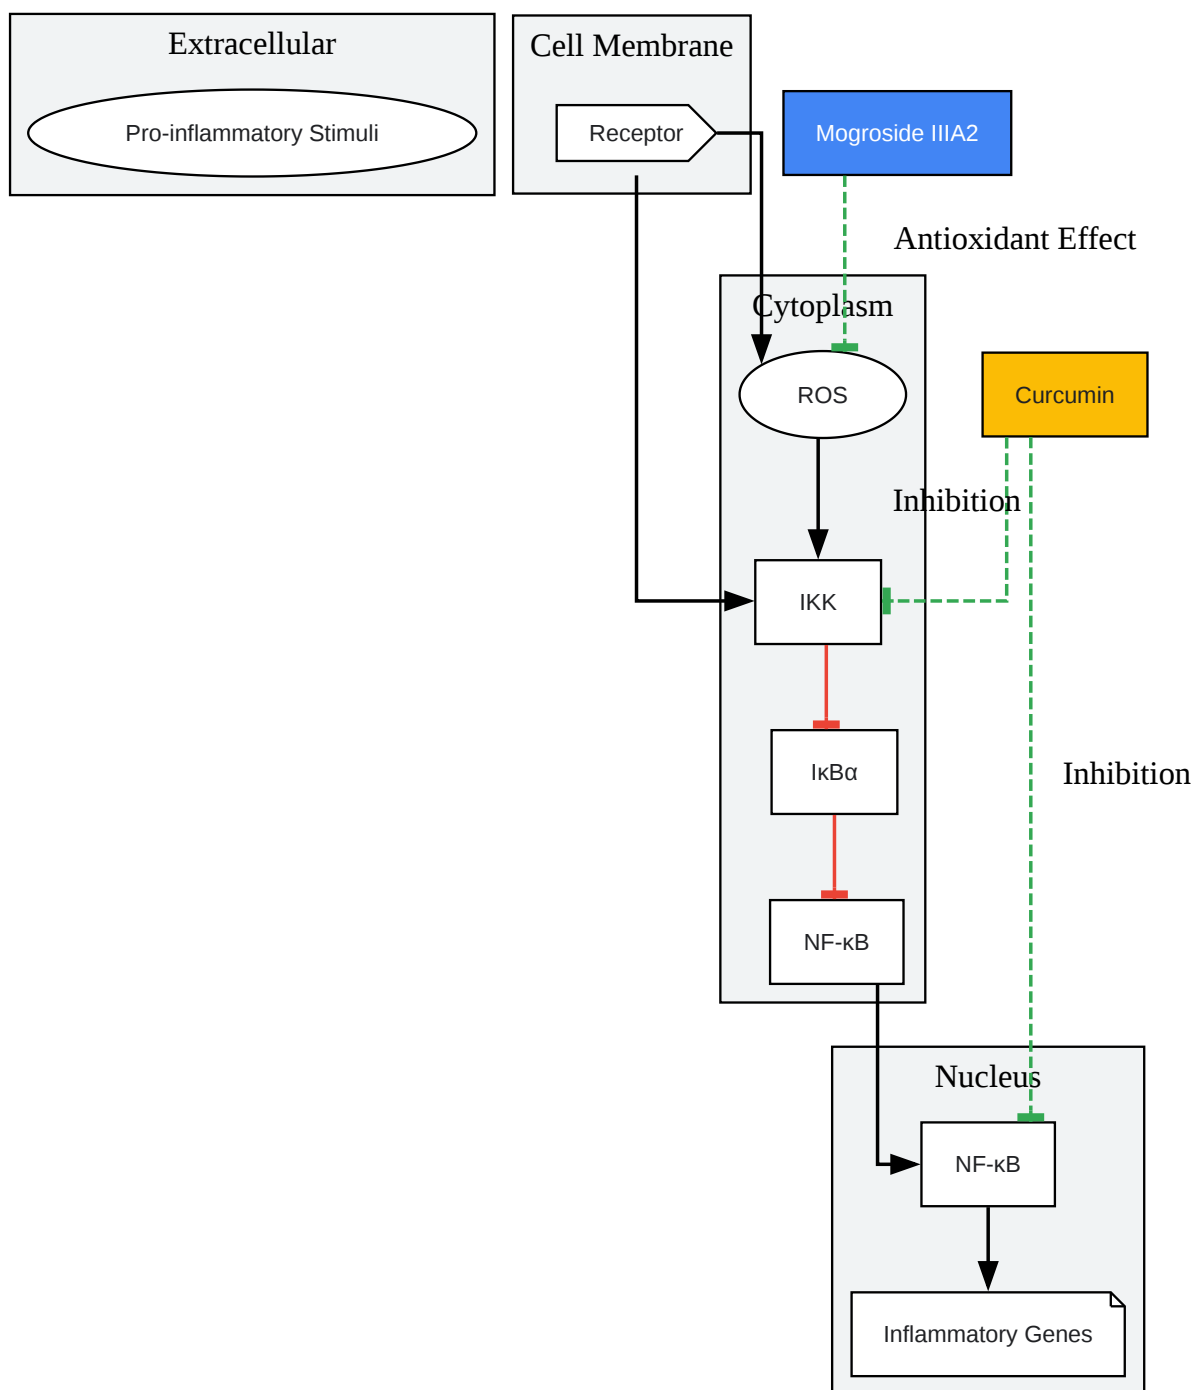 Extracellular
Cell Membrane
Pro-inflammatory Stimuli
Receptor
Mogroside IIIA2
Antioxidant Effect
Cytoplasm
ROS
Curcumin
Inhibition
IKK
IκBα
Inhibition
NF-κB
Nucleus
NF-κB
Inflammatory Genes